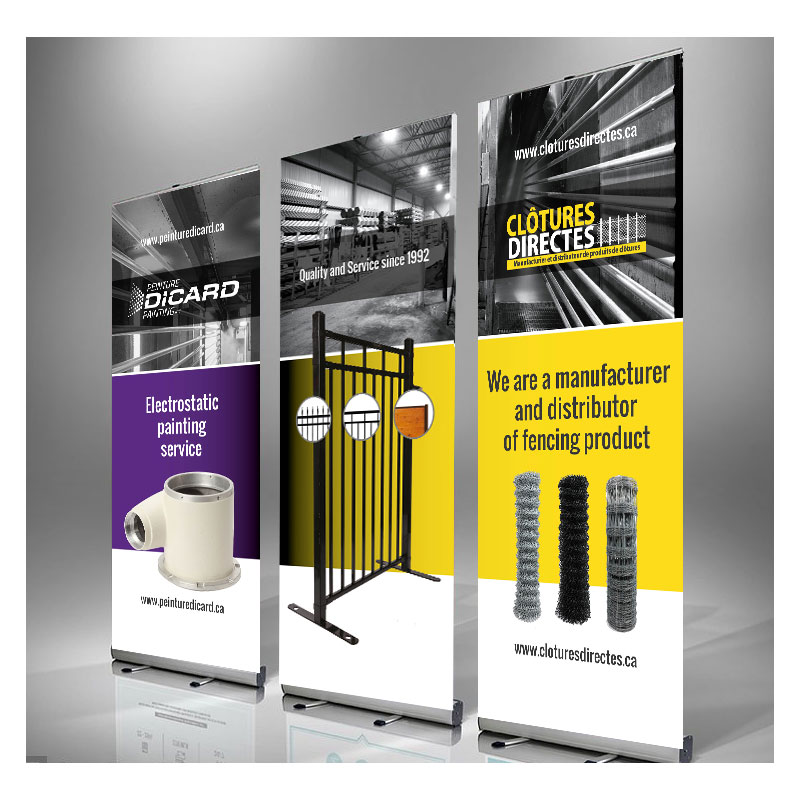 www.peinturedicard.ca
PEINTURE
DICARD
PAINTING
Electrostatic
painting
service
www.peinturedicard.ca
Quality and Service since 1992
www.cloturesdirectes.ca
CLÔTURES
DIRECTES
Manufacturier et distributeur de produits de clôtures
We are a manufacturer
and distributor
of fencing product
www.cloturesdirectes.ca